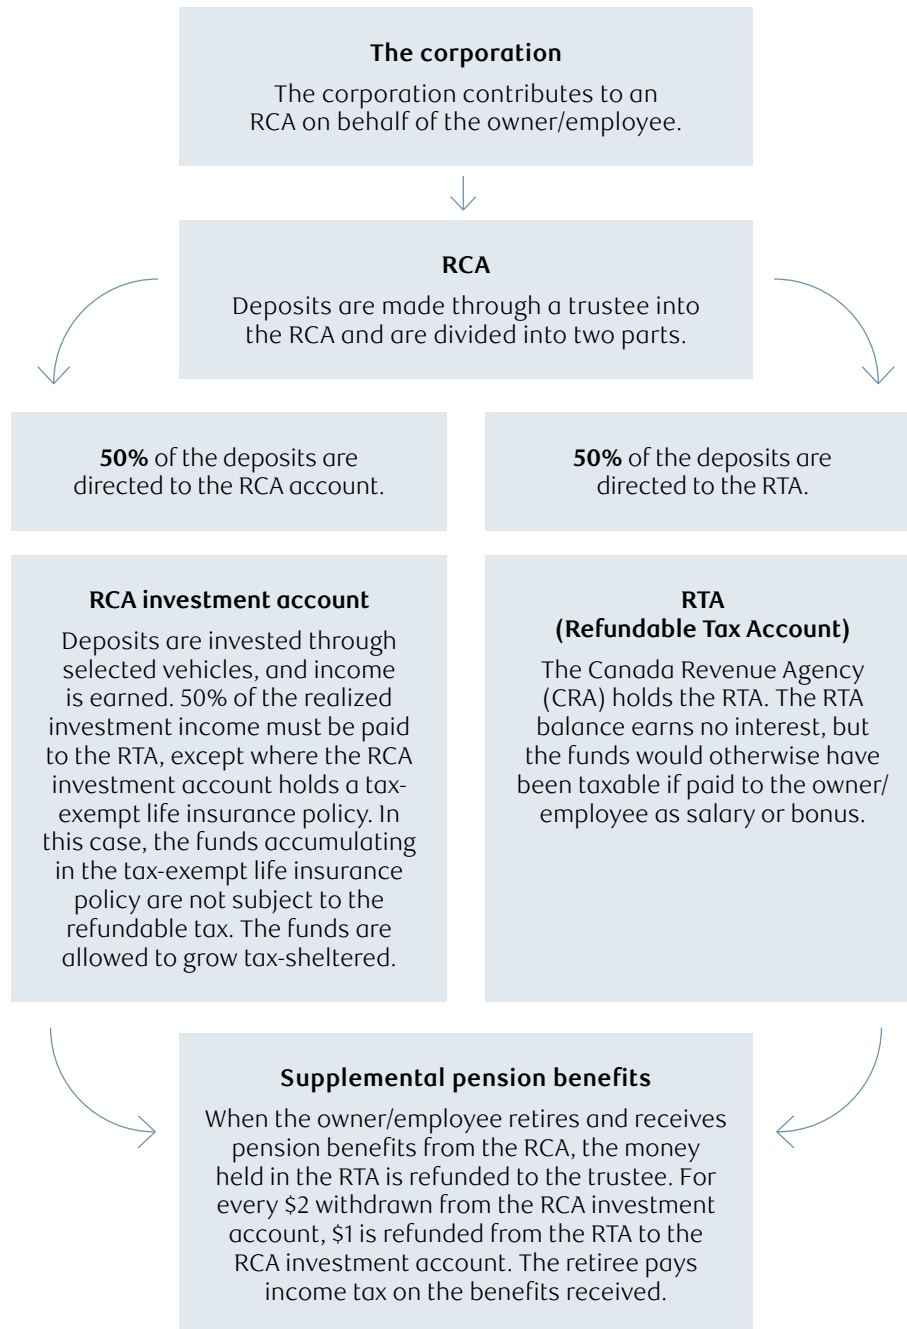 The corporation
The corporation contributes to an
RCA on behalf of the owner/employee.
RCA
Deposits are made through a trustee into
the RCA and are divided into two parts.
50% of the deposits are
directed to the RCA account.
50% of the deposits are
directed to the RTA.
RCA investment account
Deposits are invested through
selected vehicles, and income
is earned. 50% of the realized
investment income must be paid
to the RTA, except where the RCA
investment account holds a tax-
exempt life insurance policy. In
this case, the funds accumulating
in the tax-exempt life insurance
policy are not subject to the
refundable tax. The funds are
allowed to grow tax-sheltered.
RTA
(Refundable Tax Account)
The Canada Revenue Agency
(CRA) holds the RTA. The RTA
balance earns no interest, but
the funds would otherwise have
been taxable if paid to the owner/
employee as salary or bonus.
Supplemental pension benefits
When the owner/employee retires and receives
pension benefits from the RCA, the money
held in the RTA is refunded to the trustee. For
every $2 withdrawn from the RCA investment
account, $1 is refunded from the RTA to the
RCA investment account. The retiree pays
income tax on the benefits received.